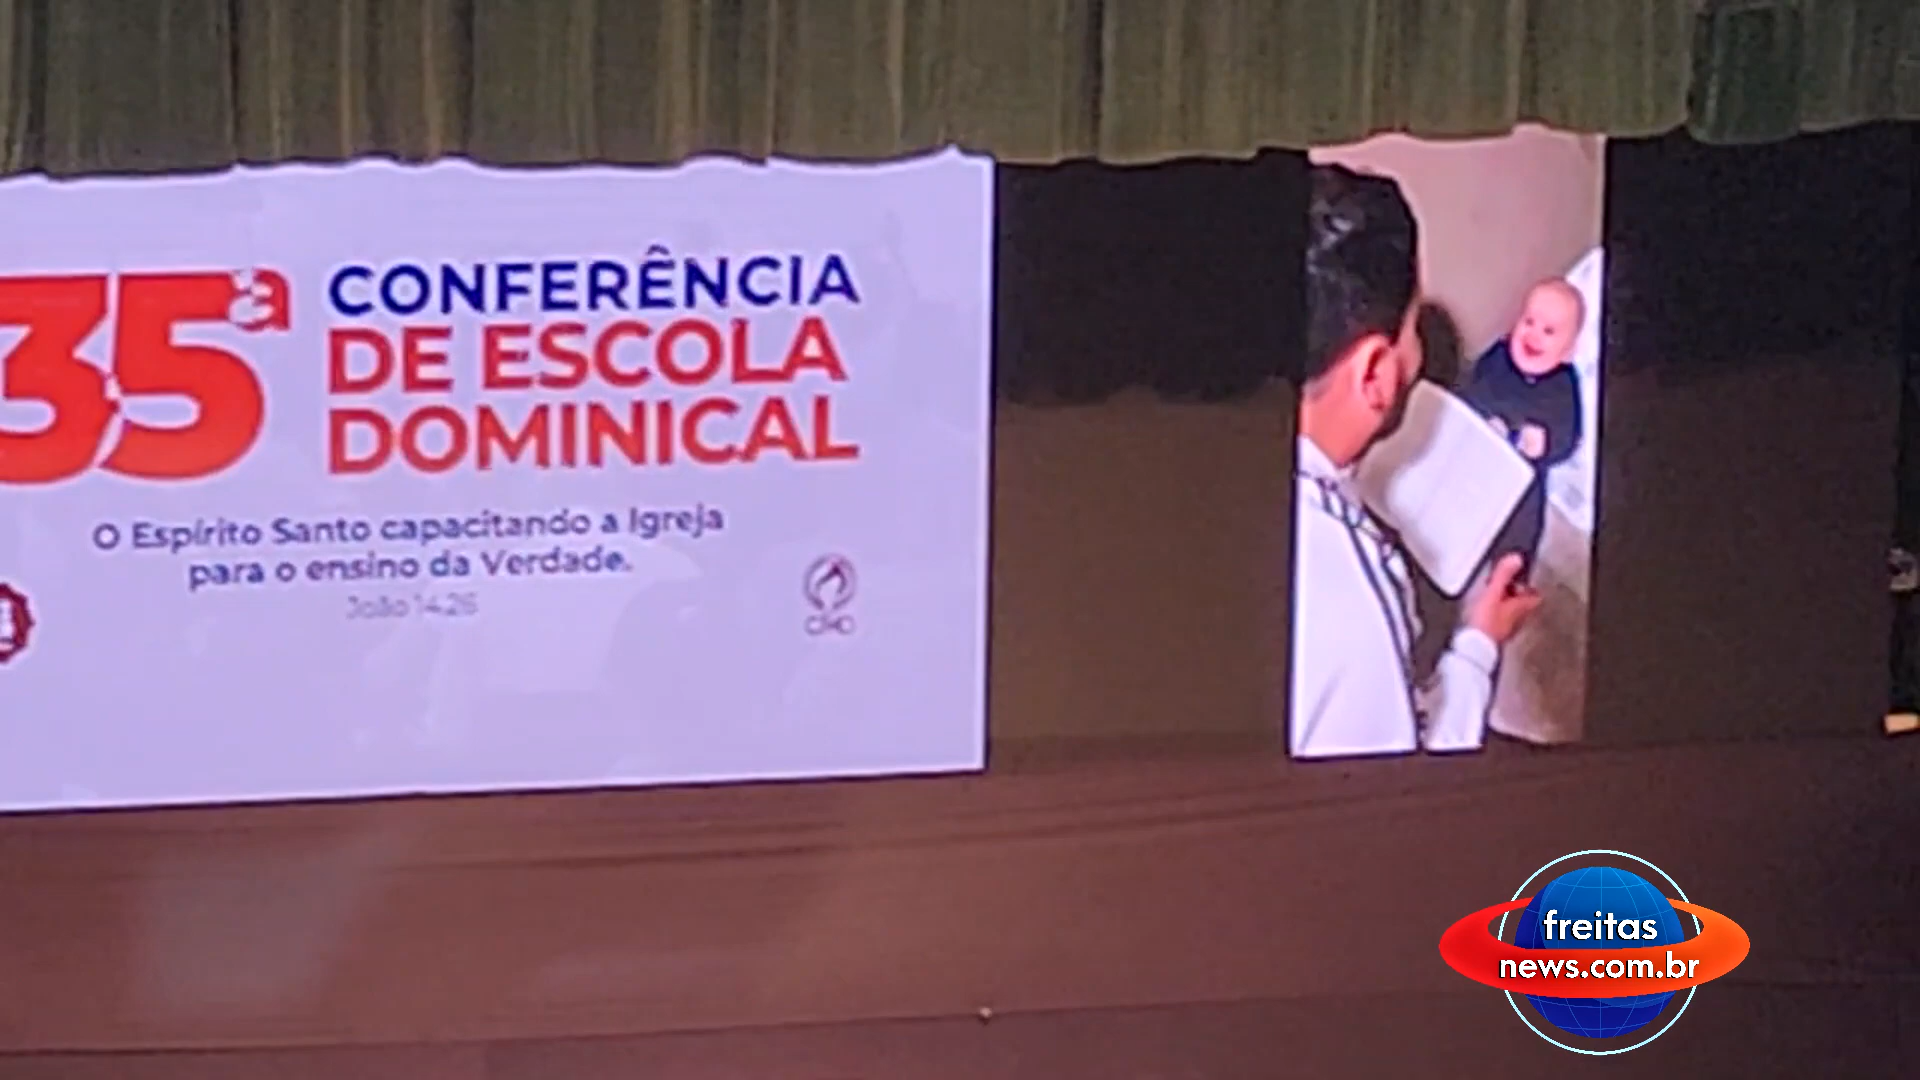 35ª CONFERÊNCIA
DE ESCOLA
DOMINICAL
O Espírito Santo capacitando a Igreja
para o ensino da Verdade.
João 14.26
freitas
news.com.br